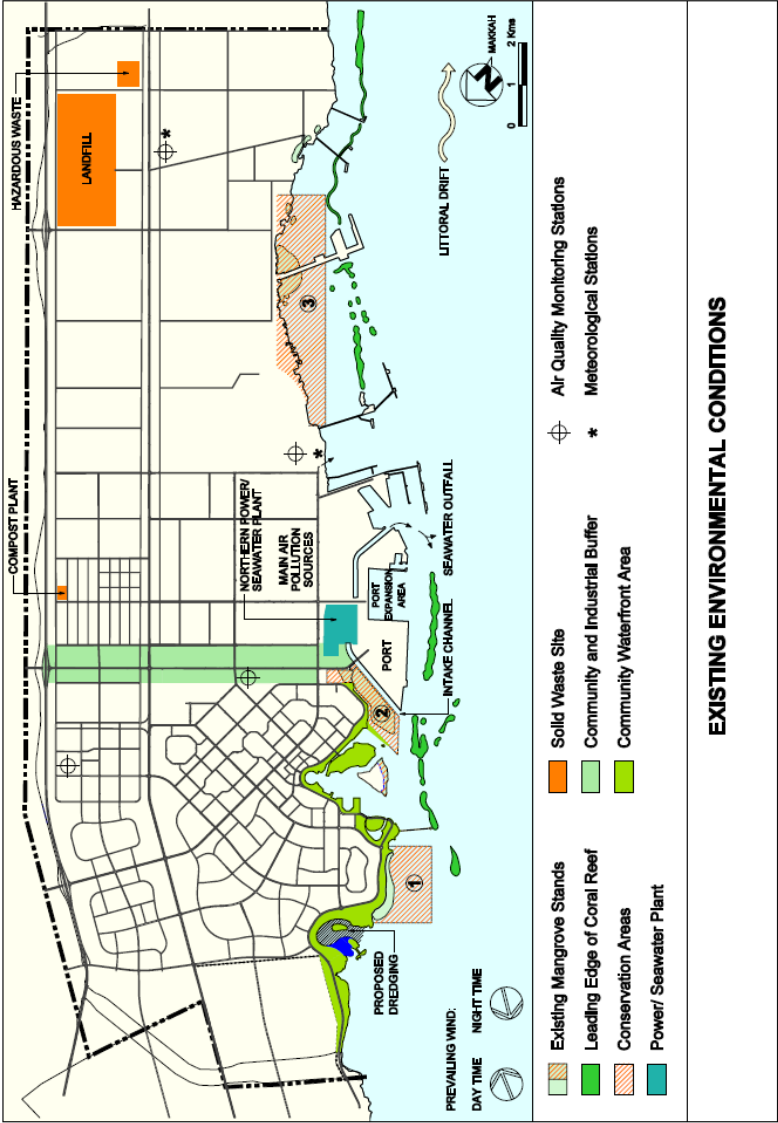 HAZARDOUS WASTE
LANDFILL
*
COMPOST PLANT
NORTHERN POWER/
SEAWATER PLANT
MAIN AIR
POLLUTION
SOURCES
*
3
PORT
EXPANSION
AREA
PORT
INTAKE CHANNEL
SEAWATER OUTFALL
2
1
PROPOSED
DREDGING
LITTORAL DRIFT
N
MAKKAH
0 1 2 Kms
PREVAILING WIND:
DAY TIME NIGHT TIME
Existing Mangrove Stands
Leading Edge of Coral Reef
Conservation Areas
Power/ Seawater Plant
Solid Waste Site
Community and Industrial Buffer
Community Waterfront Area
Air Quality Monitoring Stations
* Meteorological Stations
EXISTING ENVIRONMENTAL CONDITIONS